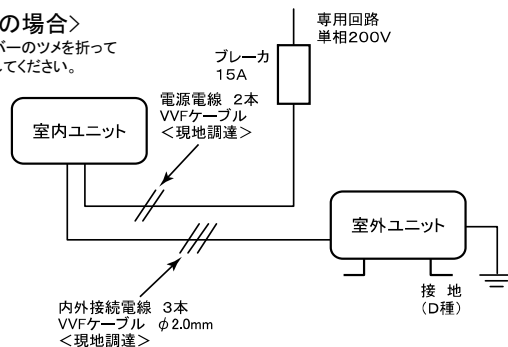 の場合>
バーのツメを折って
してください。
専用回路
単相200V
ブレーカ
15A
電源電線 2本
VVFケーブル
<現地調達>
室内ユニット
室外ユニット
接 地
(D種)
内外接続電線 3本
VVFケーブル φ2.0mm
<現地調達>